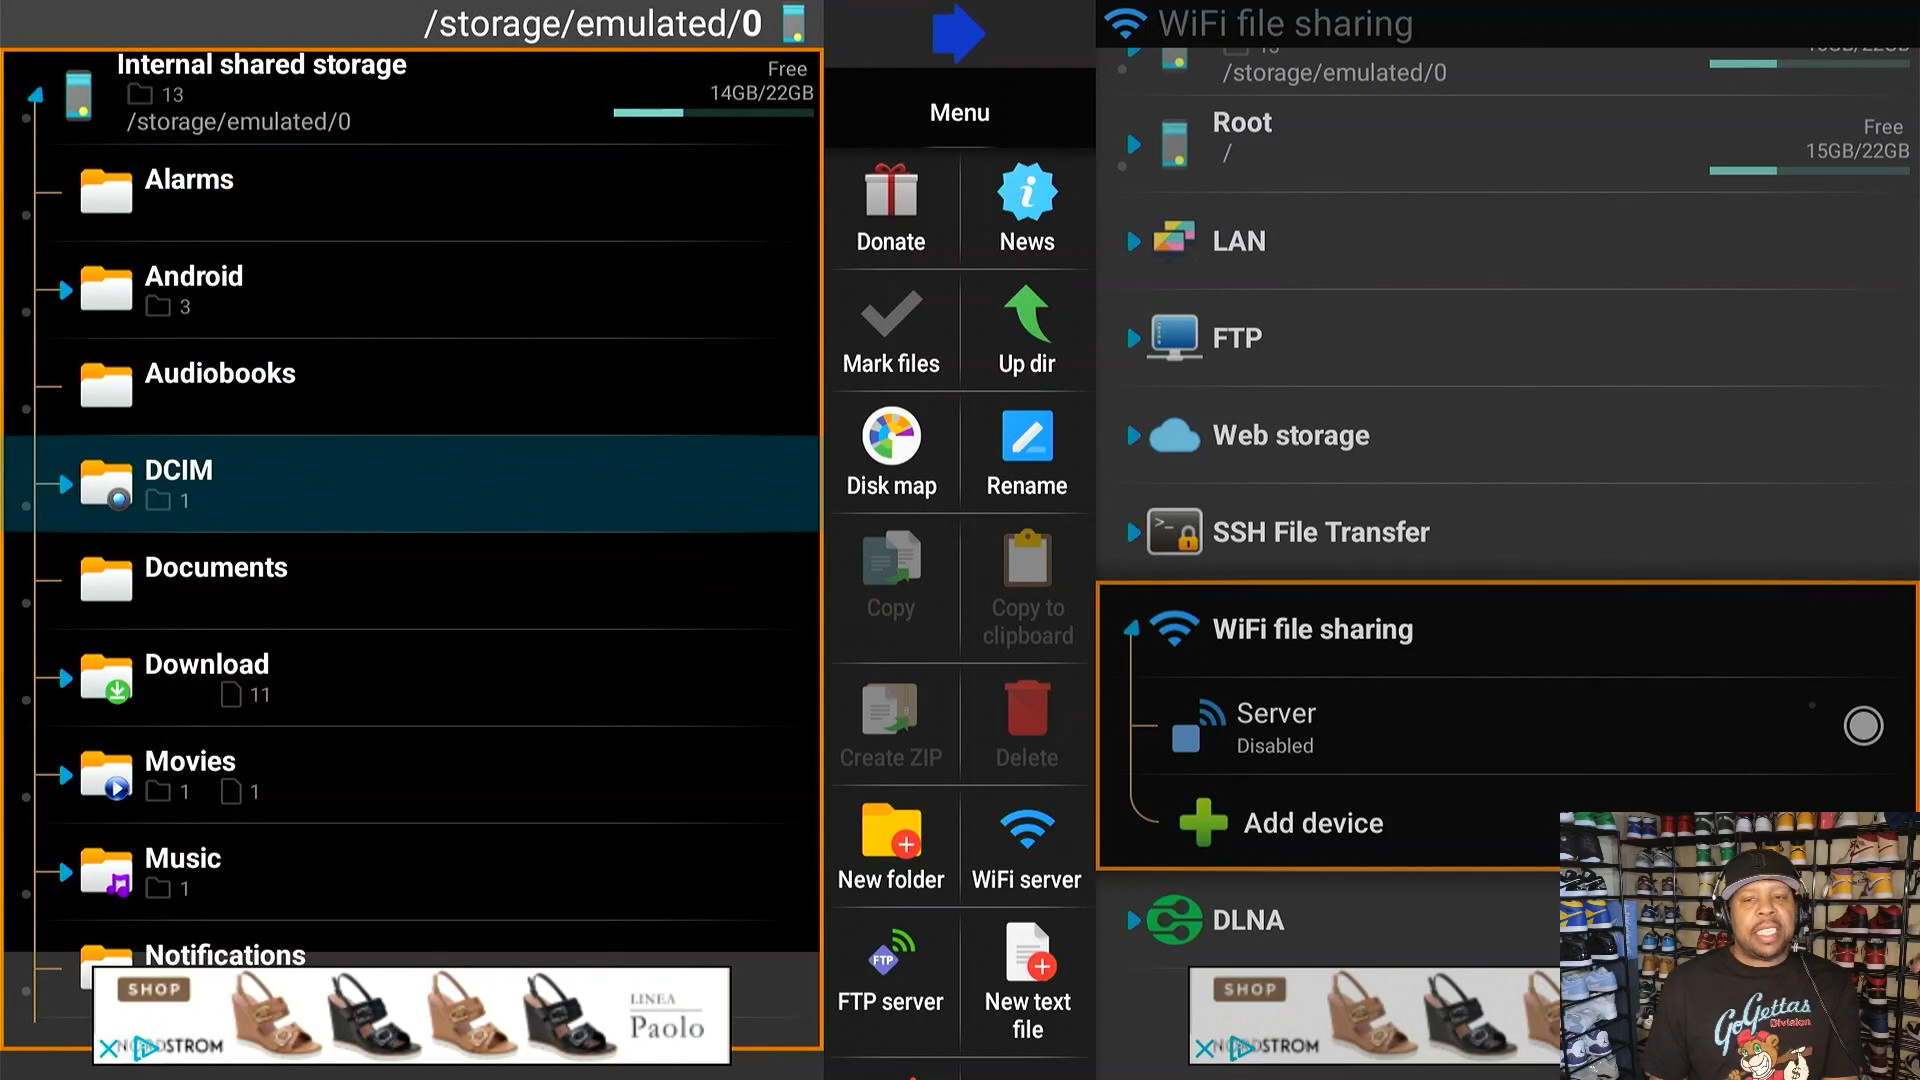 /storage/emulated/0
Internal shared storage
13
/storage/emulated/0
Free
14GB/22GB
Alarms
Android
3
Audiobooks
DCIM
1
Documents
Download
11
Movies
1 1
Music
1
Notifications
SHOP
NORDSTROM
LINEA
Paolo
Menu
Donate
News
Mark files
Up dir
Disk map
Rename
Copy
Copy to
clipboard
Create ZIP
Delete
New folder
WiFi server
FTP
FTP server
New text
file
WiFi file sharing
13
/storage/emulated/0
Root
/
Free
15GB/22GB
LAN
FTP
Web storage
SSH File Transfer
WiFi file sharing
Server
Disabled
Add device
DLNA
SHOP
NORDSTROM
GoGettas
Division